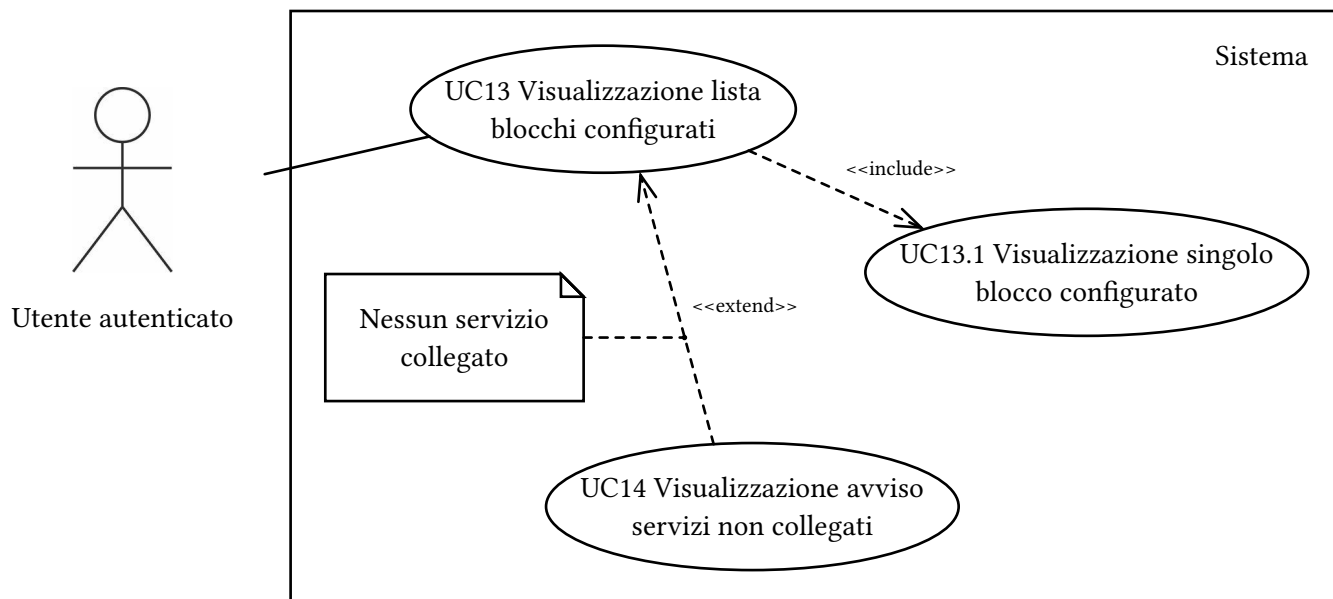 Sistema
UC13 Visualizzazione lista
blocchi configurati
<<include>>
UC13.1 Visualizzazione singolo
blocco configurato
Utente autenticato
Nessun servizio
collegato
<<extend>>
UC14 Visualizzazione avviso
servizi non collegati